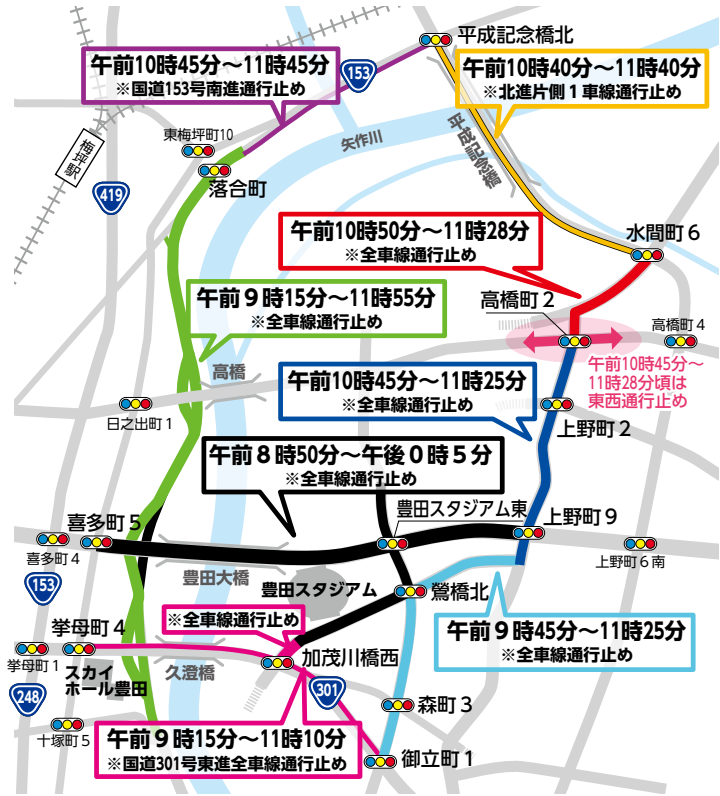 平成記念橋北
午前10時45分～11時45分
※国道153号南進通行止め
153
午前10時40分～11時40分
※北進片側１車線通行止め
東梅坪町10
矢作川
平成記念橋
梅坪駅
落合町
419
水間町６
午前10時50分～11時28分
※全車線通行止め
午前９時15分～11時55分
※全車線通行止め
高橋町２
高橋町４
午前10時45分～
11時28分頃は
東西通行止め
高橋
午前10時45分～11時25分
※全車線通行止め
日之出町１
上野町２
午前８時50分～午後０時５分
※全車線通行止め
喜多町５
豊田スタジアム東
上野町９
喜多町４
上野町６南
豊田大橋
153
豊田スタジアム
鶯橋北
※全車線通行止め
挙母町４
午前９時45分～11時25分
※全車線通行止め
挙母町１
スカイ
ホール豊田
久澄橋
加茂川橋西
248
301
森町３
十塚町５
午前９時15分～11時10分
※国道301号東進全車線通行止め
御立町１